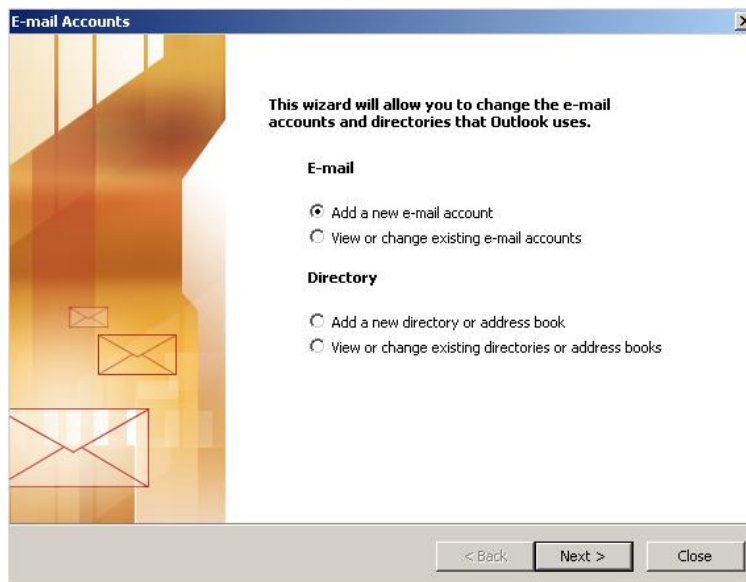 E-mail Accounts
This wizard will allow you to change the e-mail
accounts and directories that Outlook uses.
E-mail
Add a new e-mail account
View or change existing e-mail accounts
Directory
Add a new directory or address book
View or change existing directories or address books
< Back
Next >
Close